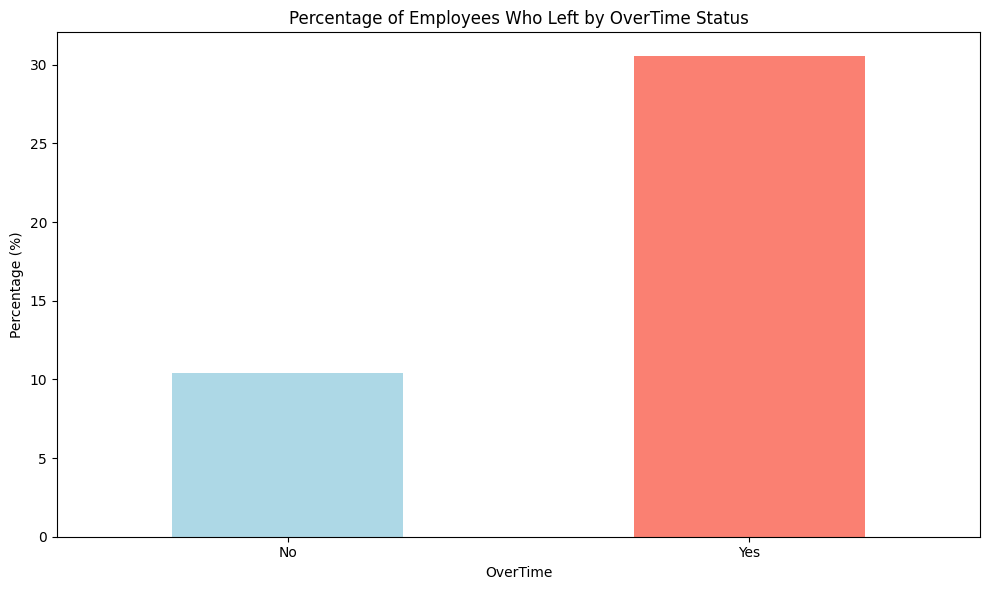 Percentage of Employees Who Left by OverTime Status
Percentage (%)
30
25
20
15
10
5
0
No
Yes
OverTime